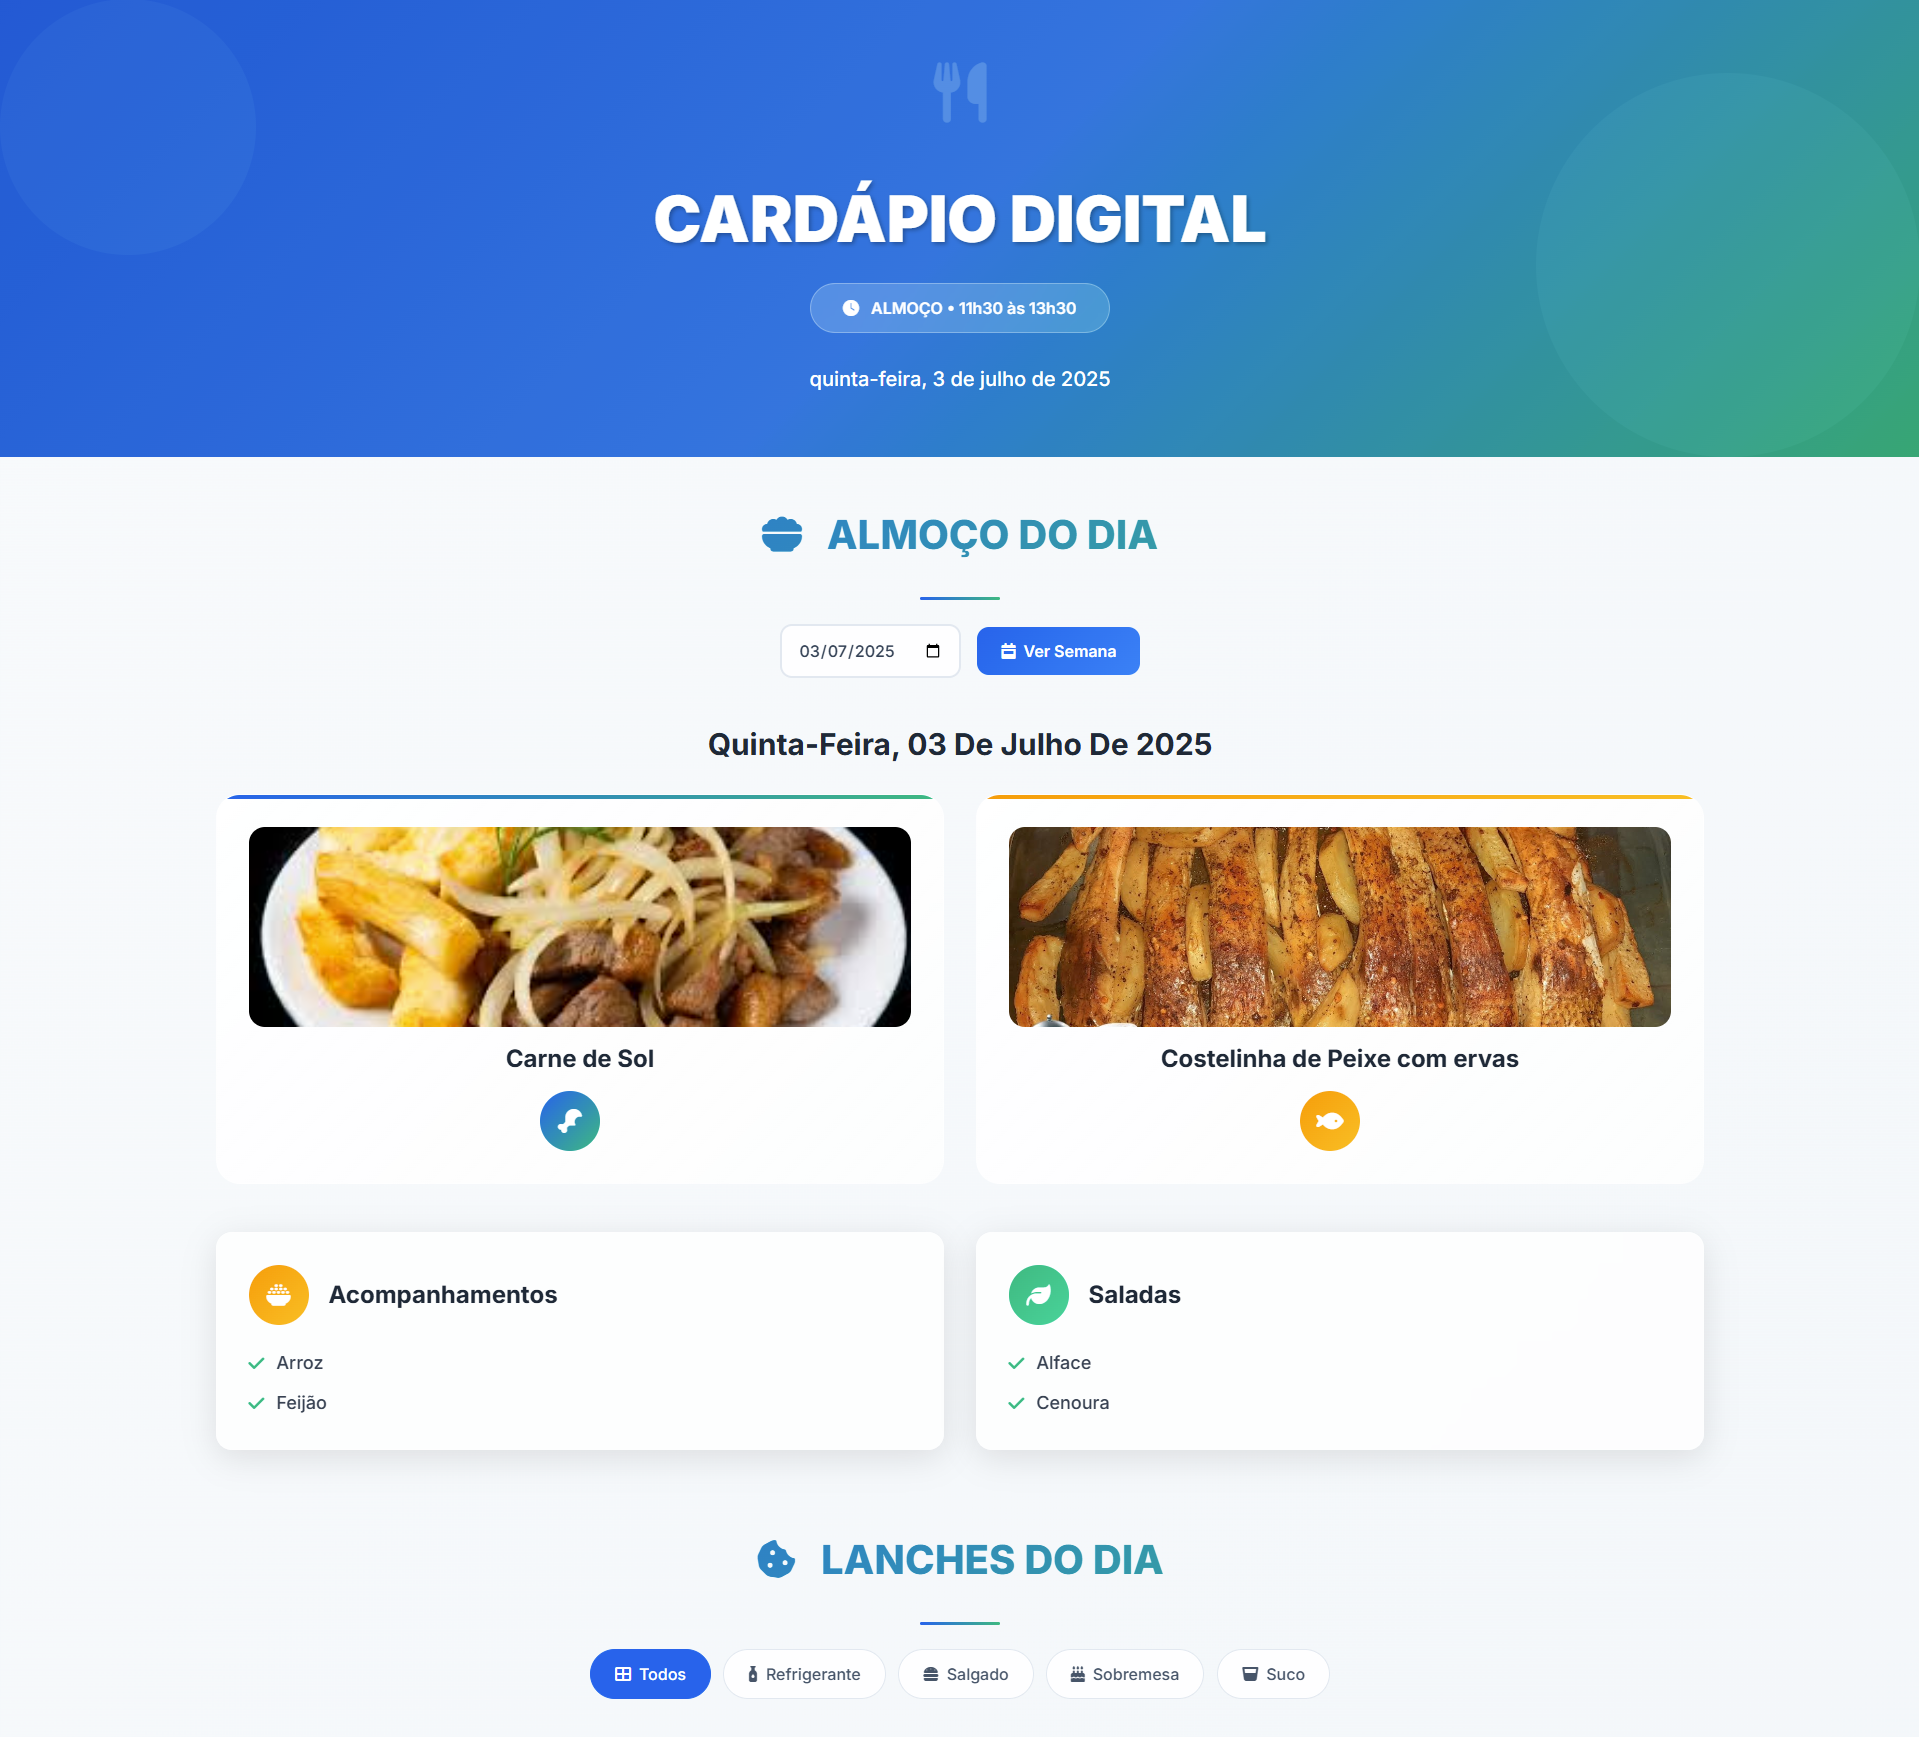 CARDÁPIO DIGITAL
ALMOÇO • 11h30 às 13h30
quinta-feira, 3 de julho de 2025
ALMOÇO DO DIA
03/07/2025
Ver Semana
Quinta-Feira, 03 De Julho De 2025
Carne de Sol
Costelinha de Peixe com ervas
Acompanhamentos
Arroz
Feijão
Saladas
Alface
Cenoura
LANCHES DO DIA
Todos
Refrigerante
Salgado
Sobremesa
Suco